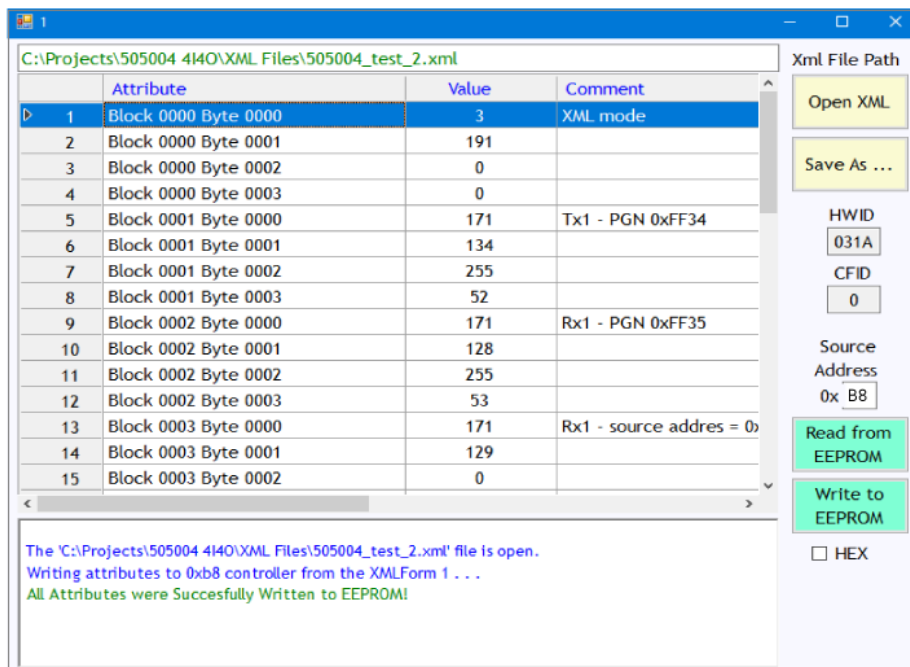 1
C:\Projects\505004 4I4O\XML Files\505004_test_2.xml
Xml File Path
Attribute Value Comment
1 Block 0000 Byte 0000 3 XML mode
2 Block 0000 Byte 0001 191
3 Block 0000 Byte 0002 0
4 Block 0000 Byte 0003 0
5 Block 0001 Byte 0000 171 Tx1 - PGN 0xFF34
6 Block 0001 Byte 0001 134
7 Block 0001 Byte 0002 255
8 Block 0001 Byte 0003 52
9 Block 0002 Byte 0000 171 Rx1 - PGN 0xFF35
10 Block 0002 Byte 0001 128
11 Block 0002 Byte 0002 255
12 Block 0002 Byte 0003 53
13 Block 0003 Byte 0000 171 Rx1 - source addres = 0x
14 Block 0003 Byte 0001 129
15 Block 0003 Byte 0002 0
Open XML
Save As ...
HWID
031A
CFID
0
Source
Address
0x B8
Read from
EEPROM
Write to
EEPROM
HEX
The 'C:\Projects\505004 4I4O\XML Files\505004_test_2.xml' file is open.
Writing attributes to 0xb8 controller from the XMLForm 1 . . .
All Attributes were Succesfully Written to EEPROM!